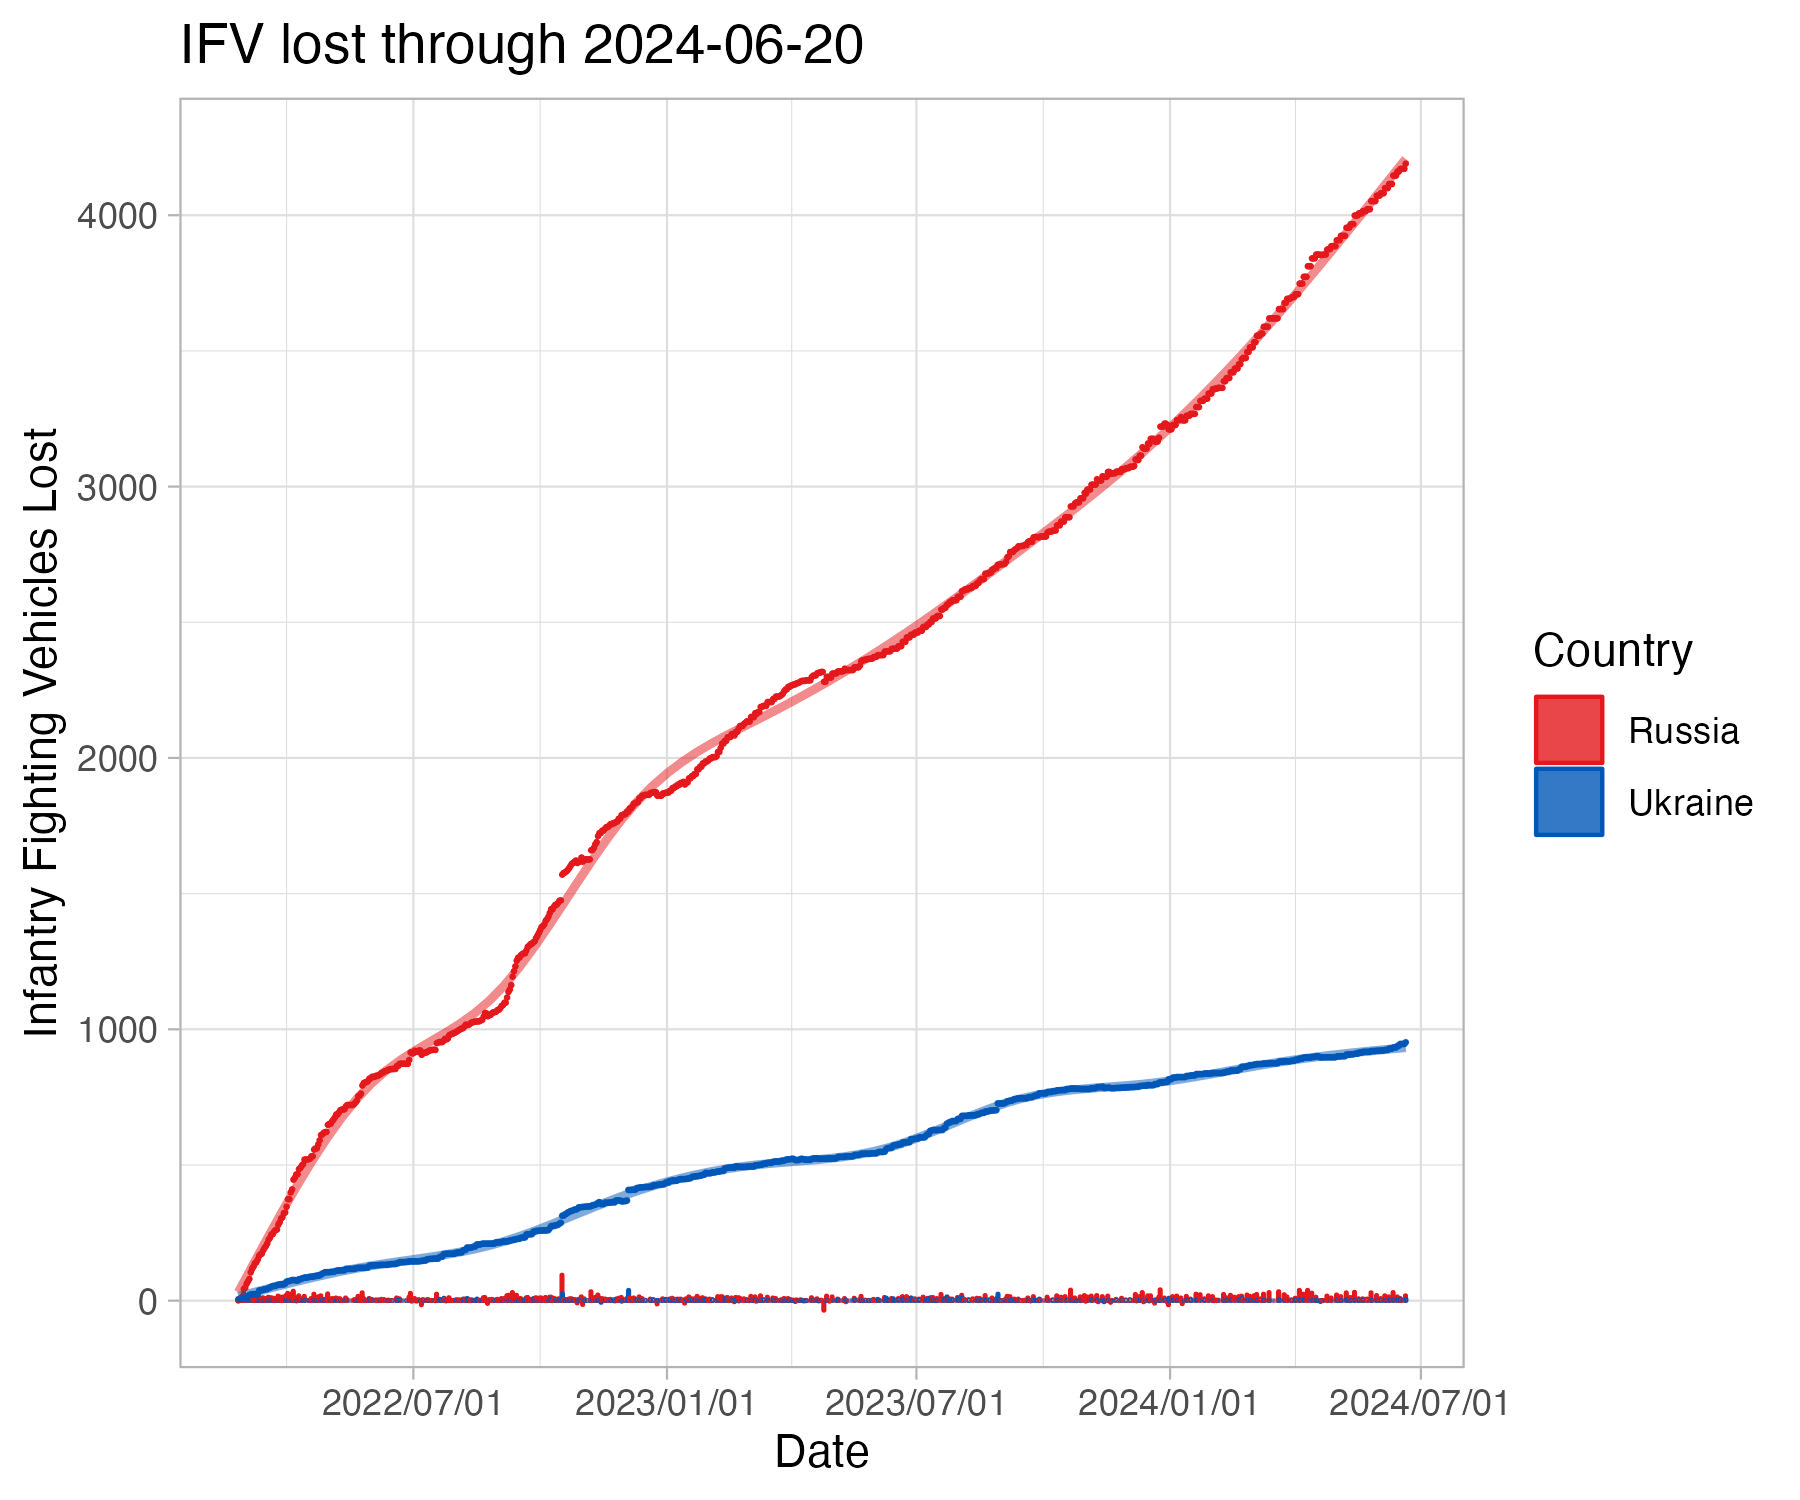 IFV lost through 2024-06-20
Infantry Fighting Vehicles Lost
4000
3000
2000
1000
0
2022/07/01
2023/01/01
2023/07/01
2024/01/01
2024/07/01
Date
Country
Russia
Ukraine